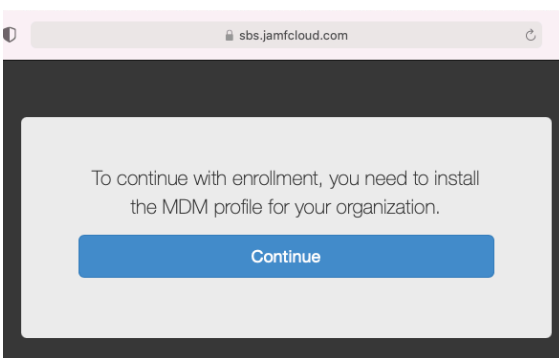 sbs.jamfcloud.com
To continue with enrollment, you need to install
the MDM profile for your organization.
Continue